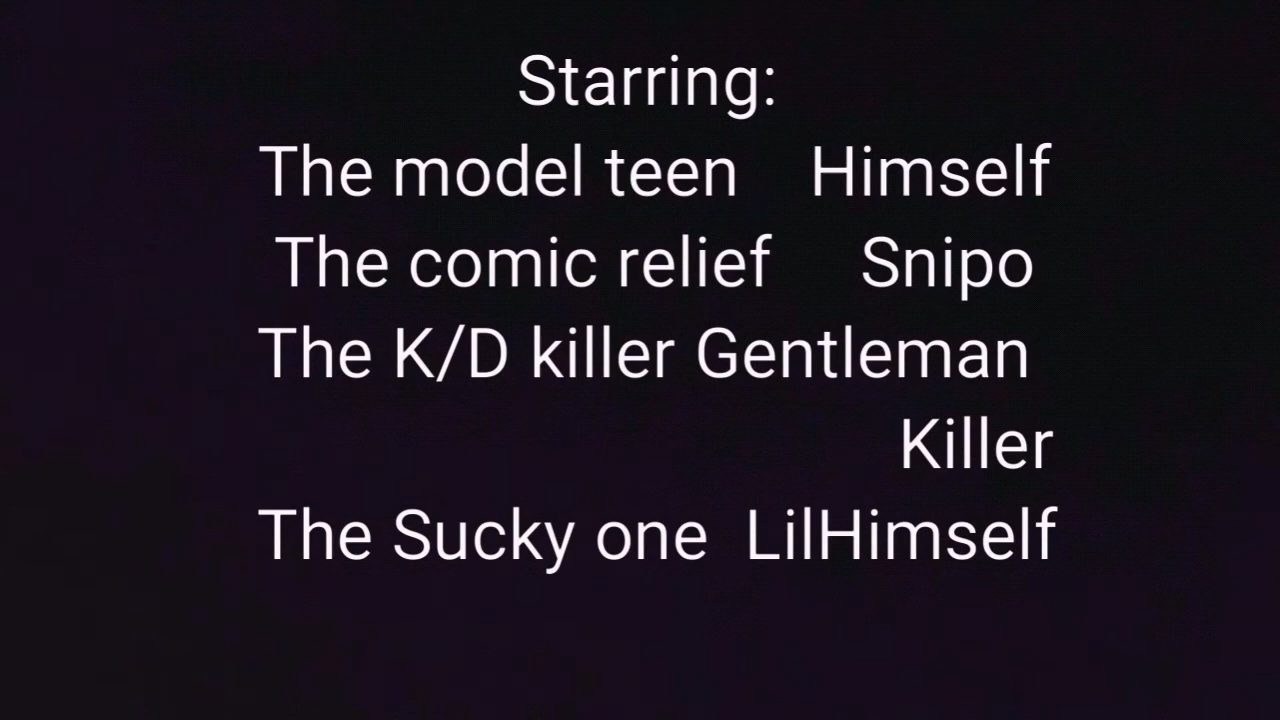 Starring:
The model teen Himself
The comic relief Snipo
The K/D killer Gentleman
Killer
The Sucky one LilHimself